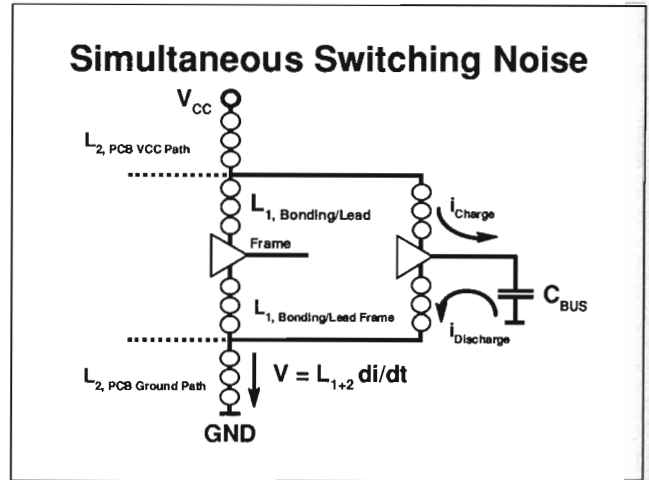 Simultaneous Switching Noise
VCC
L2, PCB VCC Path
L1, Bonding/Lead
Frame
iCharge
CBUS
L1, Bonding/Lead Frame
iDischarge
L2, PCB Ground Path
V = L1+2 di/dt
GND